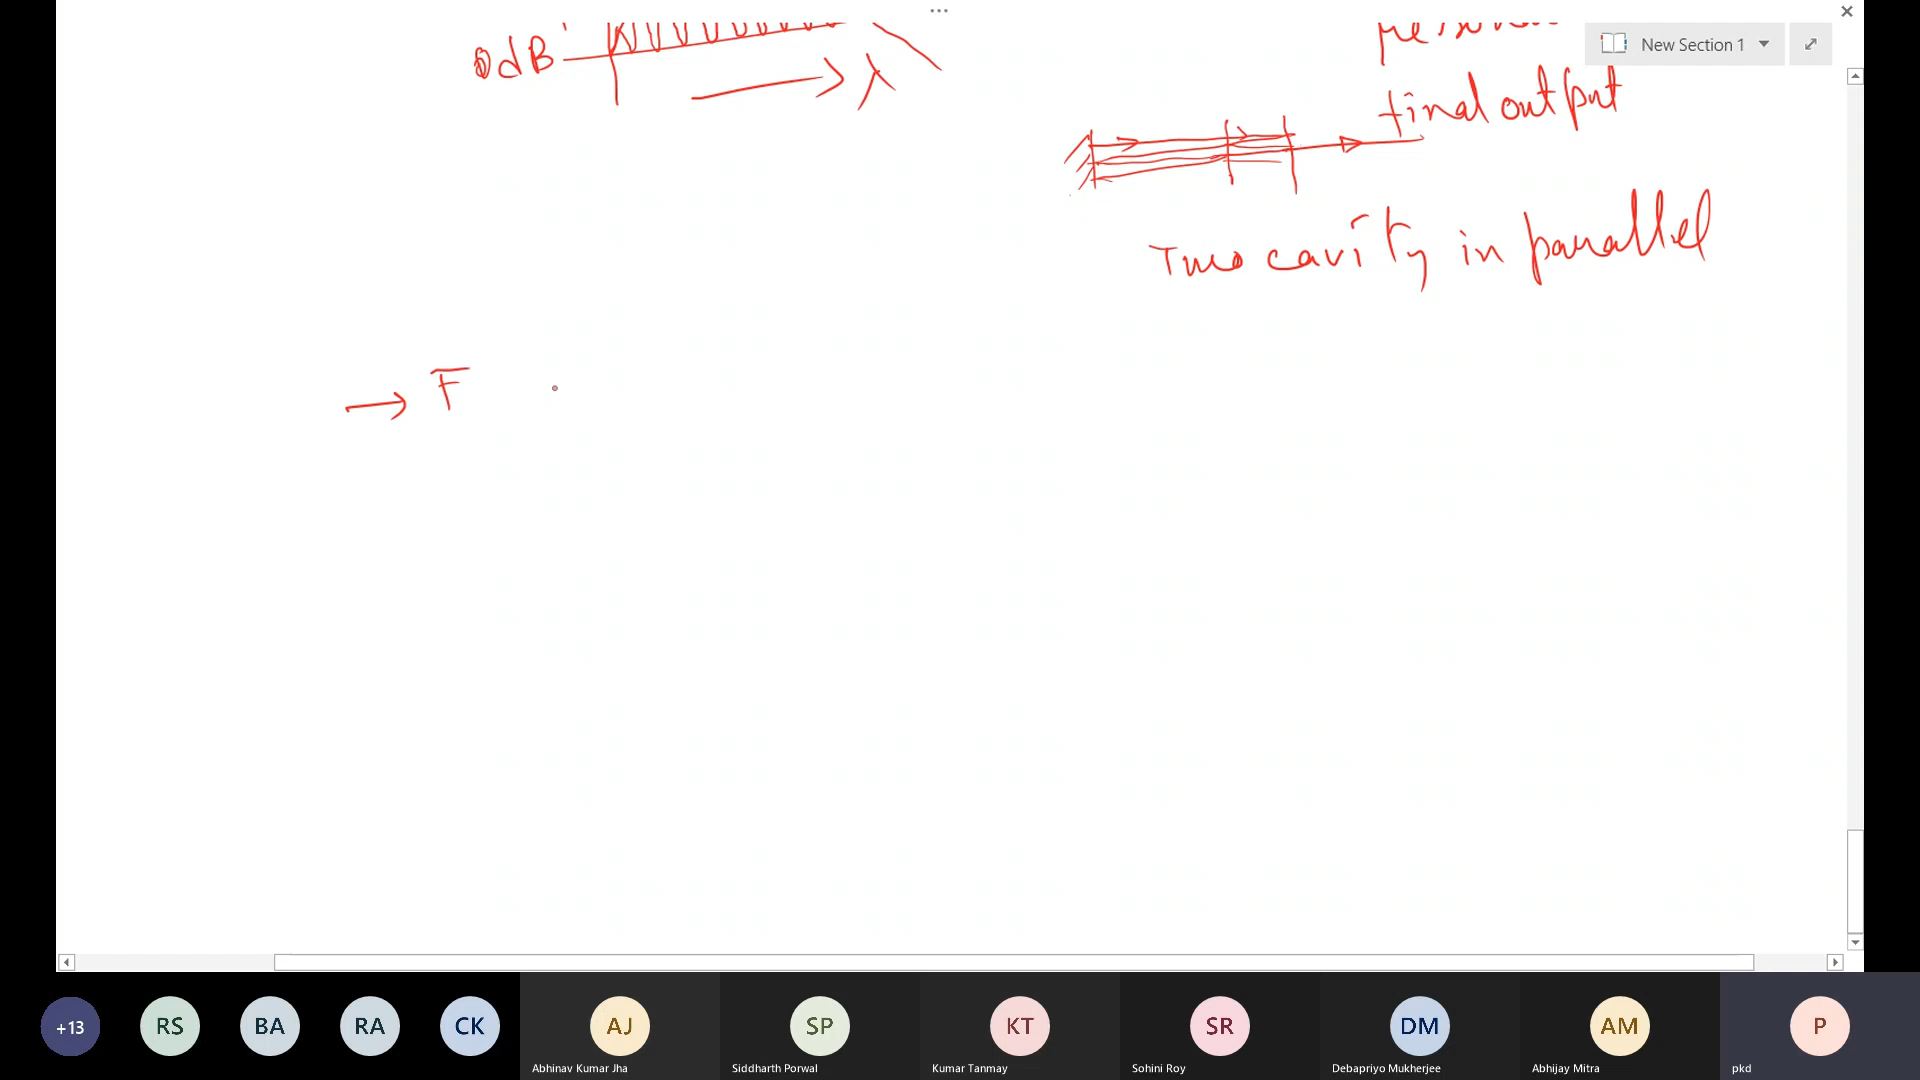 New Section 1
0dB
λ
final output
Two cavity in parallel
→ F
+13
RS
BA
RA
CK
AJ
SP
KT
SR
DM
AM
P
Abhinav Kumar Jha
Siddharth Porwal
Kumar Tanmay
Sohini Roy
Debapriyo Mukherjee
Abhijay Mitra
pkd